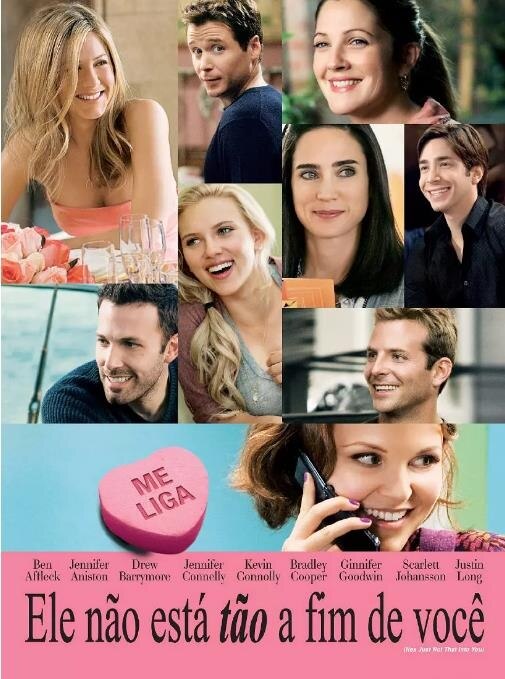 ME
LIGA
Ben Jennifer Drew Jennifer Kevin Bradley Ginnifer Scarlett Justin
Affleck Aniston Barrymore Connelly Connolly Cooper Goodwin Johansson Long
Ele não está tão a fim de você
(Hes Just Not That Into You)